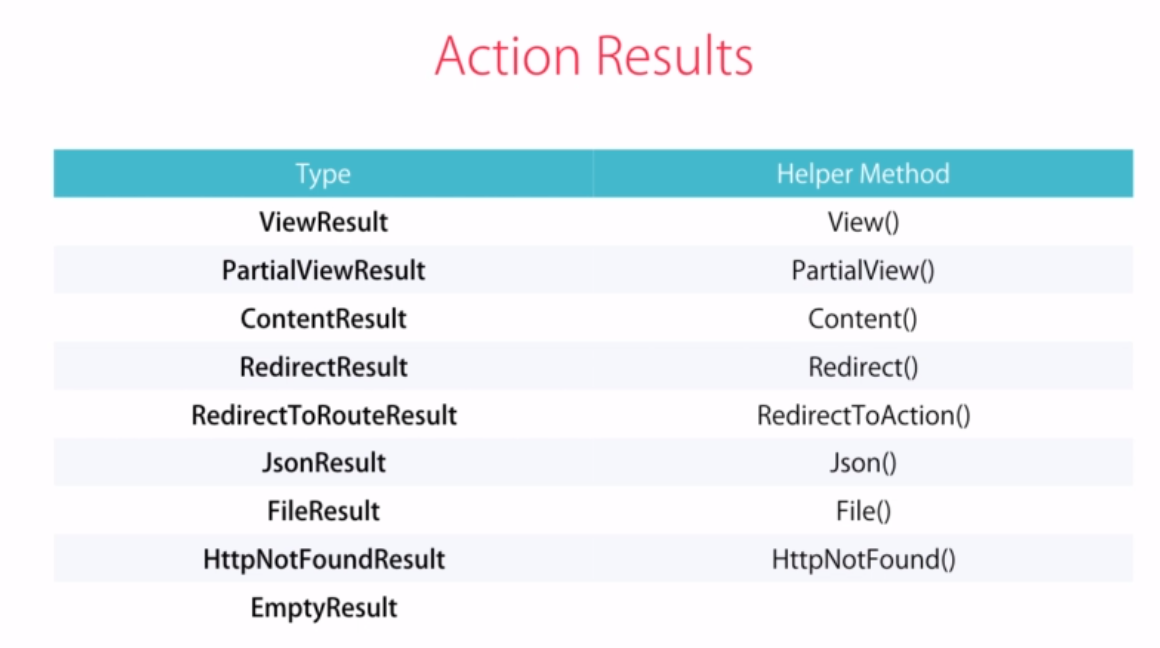 Action Results
Type Helper Method
ViewResult View()
PartialViewResult PartialView()
ContentResult Content()
RedirectResult Redirect()
RedirectToRouteResult RedirectToAction()
JsonResult Json()
FileResult File()
HttpNotFoundResult HttpNotFound()
EmptyResult